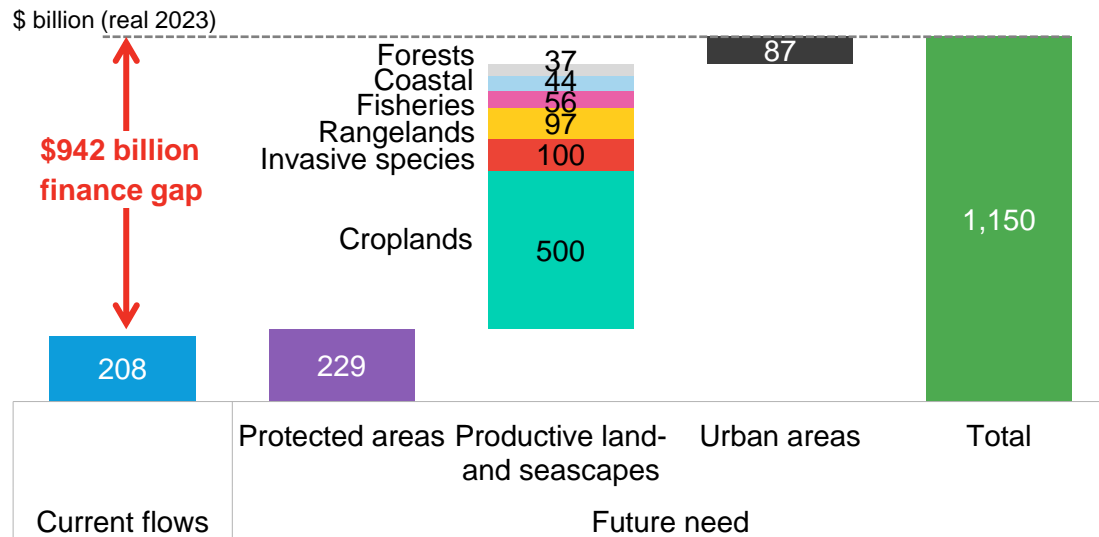 $ billion (real 2023)
$942 billion
finance gap
208
229
Forests
37
Coastal
44
Fisheries
56
Rangelands
97
Invasive species
100
Croplands
500
87
1,150
Protected areas
Productive land-
and seascapes
Urban areas
Total
Current flows
Future need